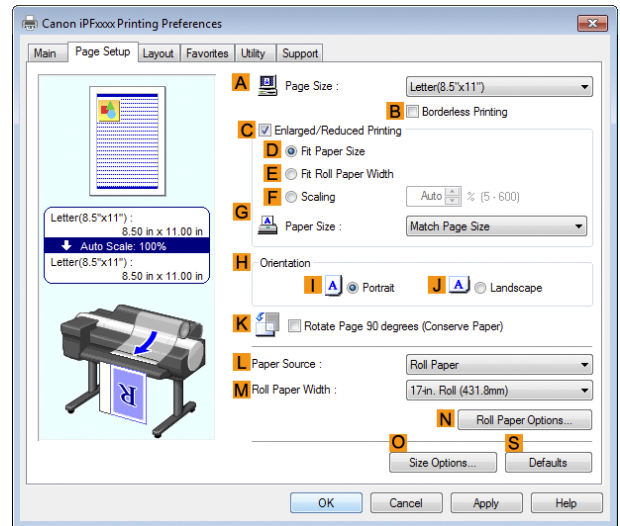 Canon iPFxxxx Printing Preferences
Main Page Setup Layout Favorites Utility Support
A Page Size : Letter(8.5"x11")
B Borderless Printing
C Enlarged/Reduced Printing
D Fit Paper Size
E Fit Roll Paper Width
F Scaling Auto % (5 - 600)
G Paper Size : Match Page Size
Letter(8.5"x11") :
8.50 in x 11.00 in
Auto Scale: 100%
Letter(8.5"x11") :
8.50 in x 11.00 in
H Orientation
I A Portrait J A Landscape
K Rotate Page 90 degrees (Conserve Paper)
L Paper Source : Roll Paper
M Roll Paper Width : 17-in. Roll (431.8mm)
N Roll Paper Options...
O S
Size Options... Defaults
R
OK Cancel Apply Help